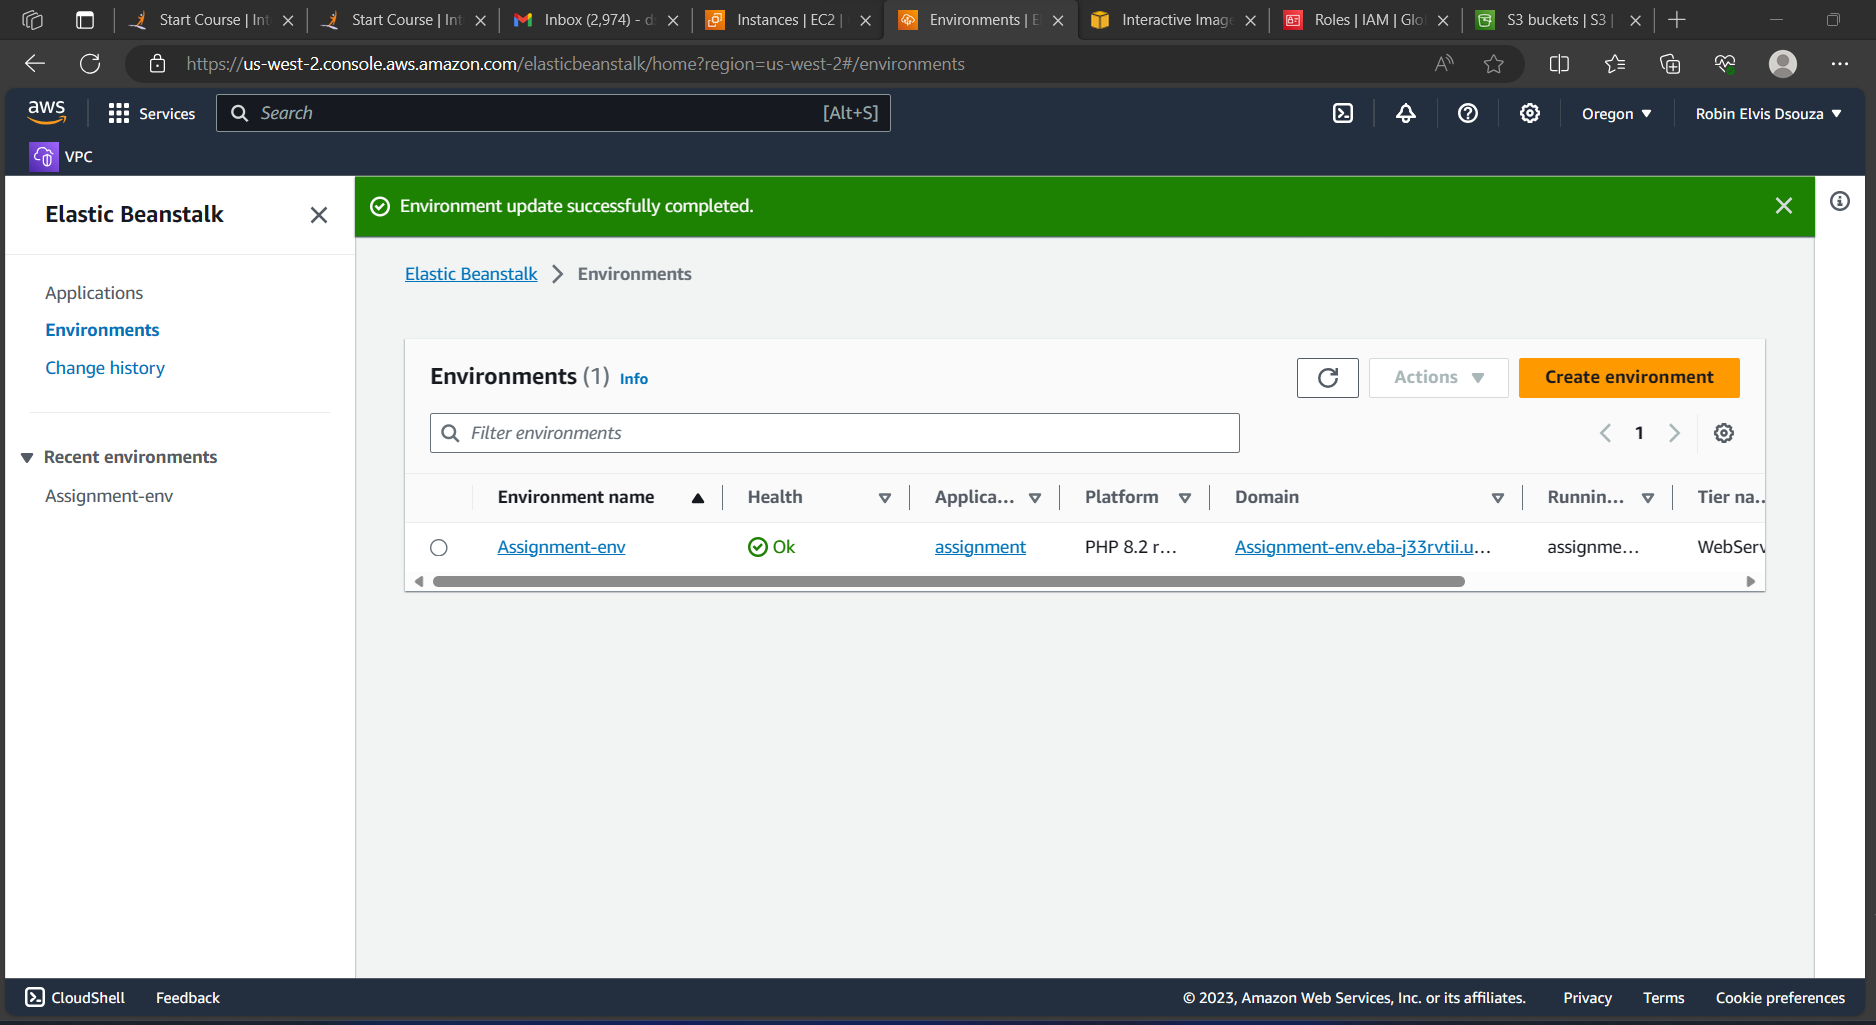 Start Course | Int
Start Course | Int
Inbox (2,974) - d
Instances | EC2 |
Environments | E
Interactive Image
Roles | IAM | Glo
S3 buckets | S3 |
https://us-west-2.console.aws.amazon.com/elasticbeanstalk/home?region=us-west-2#/environments
aws
Services
Search
[Alt+S]
Oregon
Robin Elvis Dsouza
VPC
Elastic Beanstalk
Environment update successfully completed.
Applications
Environments
Change history
Recent environments
Assignment-env
Elastic Beanstalk
Environments
Environments (1) Info
Actions
Create environment
Filter environments
1
Environment name
Health
Applica...
Platform
Domain
Runnin...
Tier na...
Assignment-env
Ok
assignment
PHP 8.2 r...
Assignment-env.eba-j33rvtii.u...
assignme...
WebServ
CloudShell
Feedback
© 2023, Amazon Web Services, Inc. or its affiliates.
Privacy
Terms
Cookie preferences